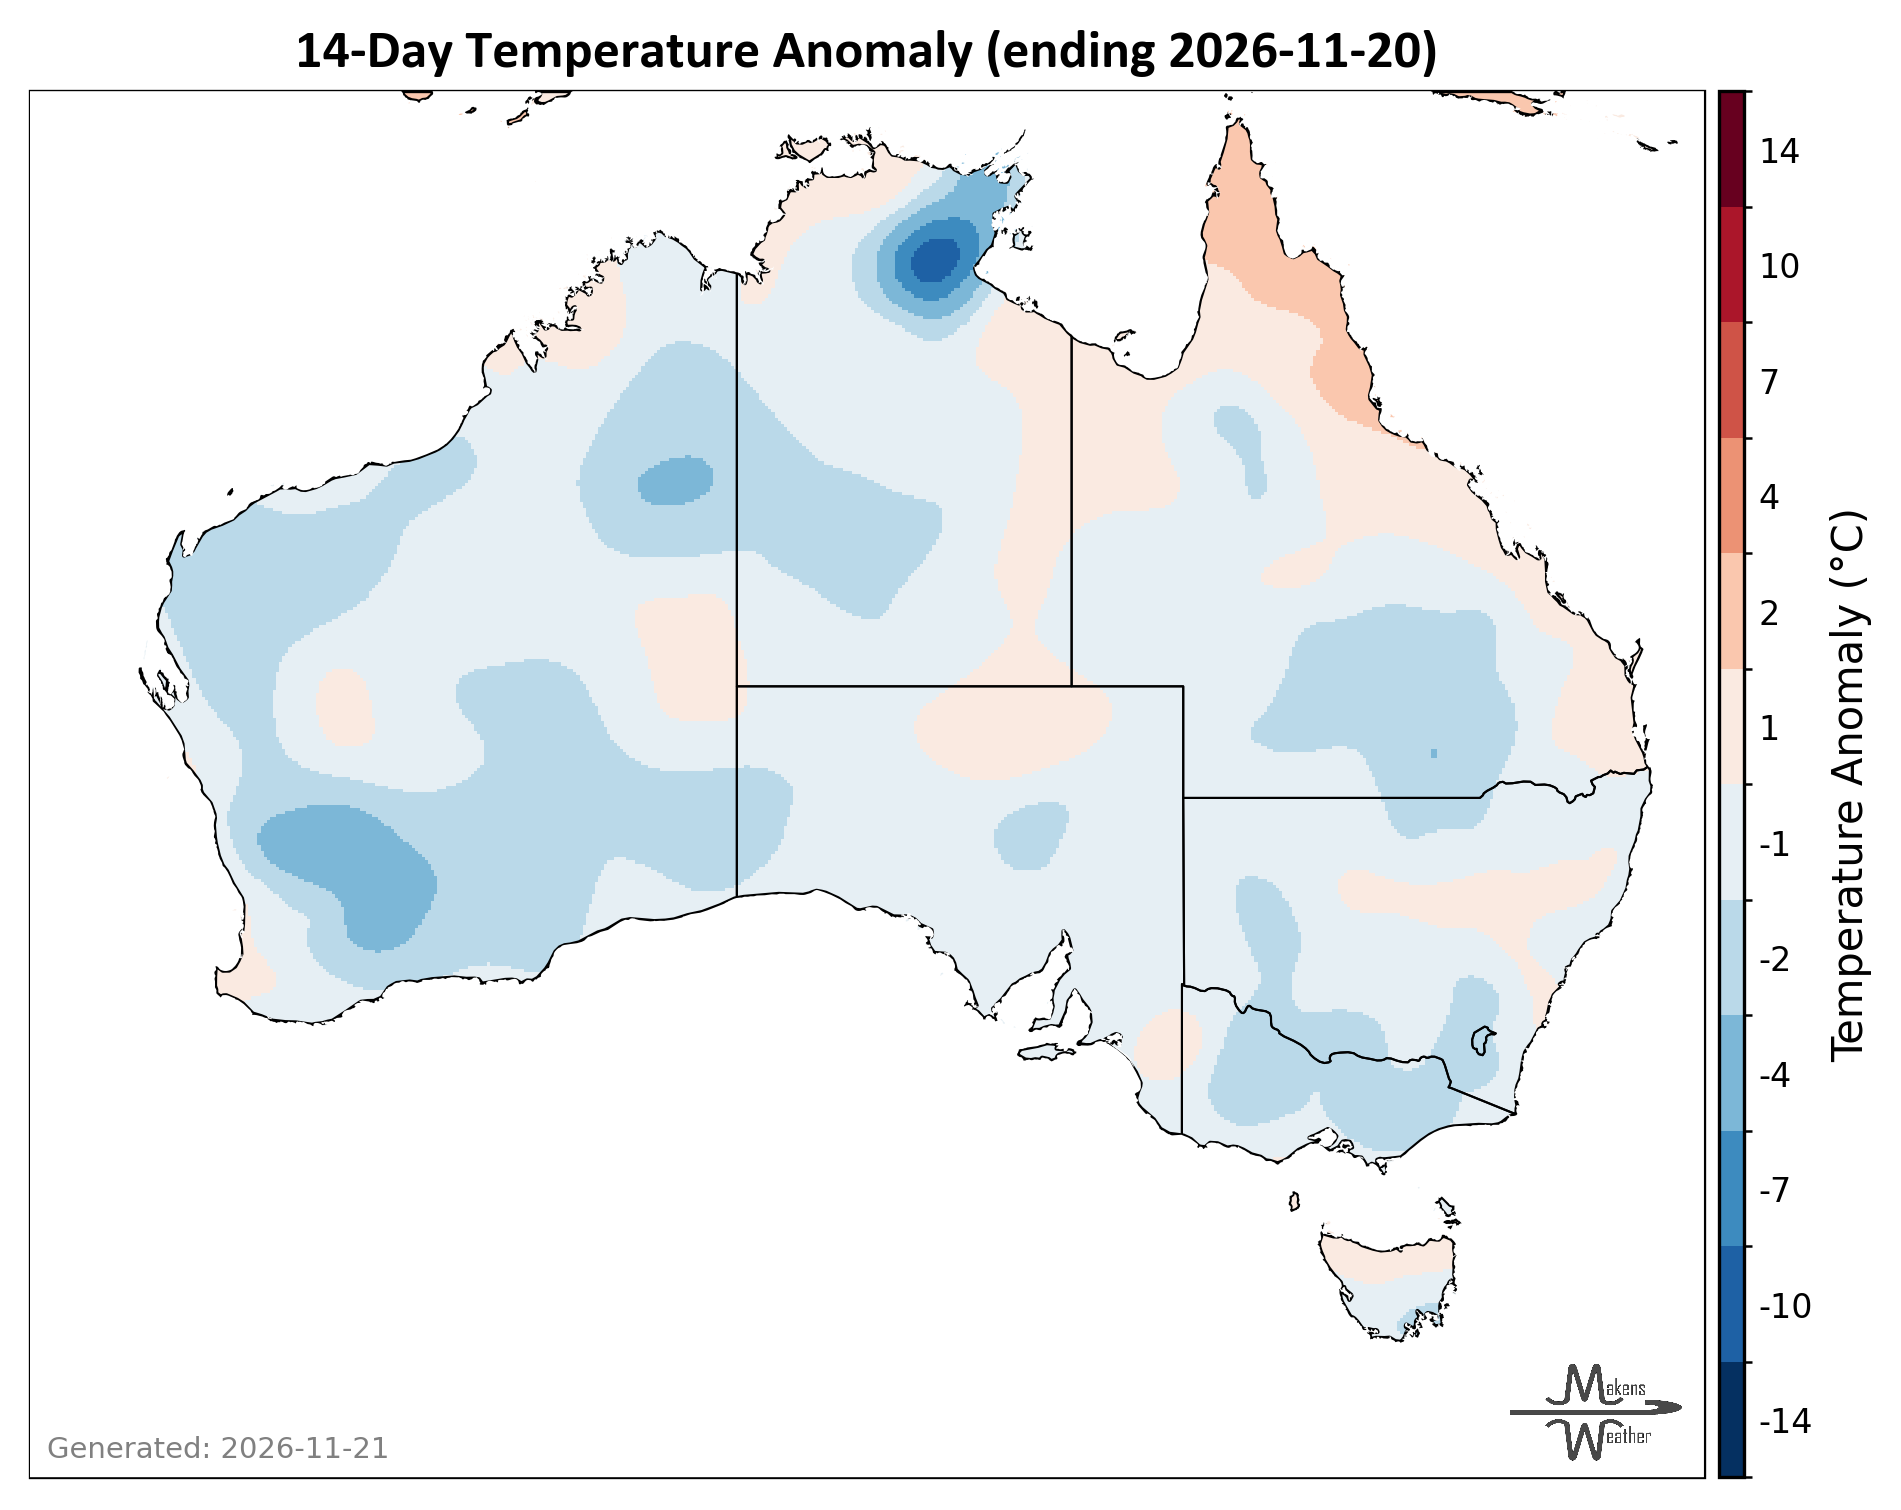 14-Day Temperature Anomaly (ending 2026-11-20)
14
10
7
4
2
1
-1
-2
-4
-7
-10
-14
Temperature Anomaly (°C)
Makens
Weather
Generated: 2026-11-21